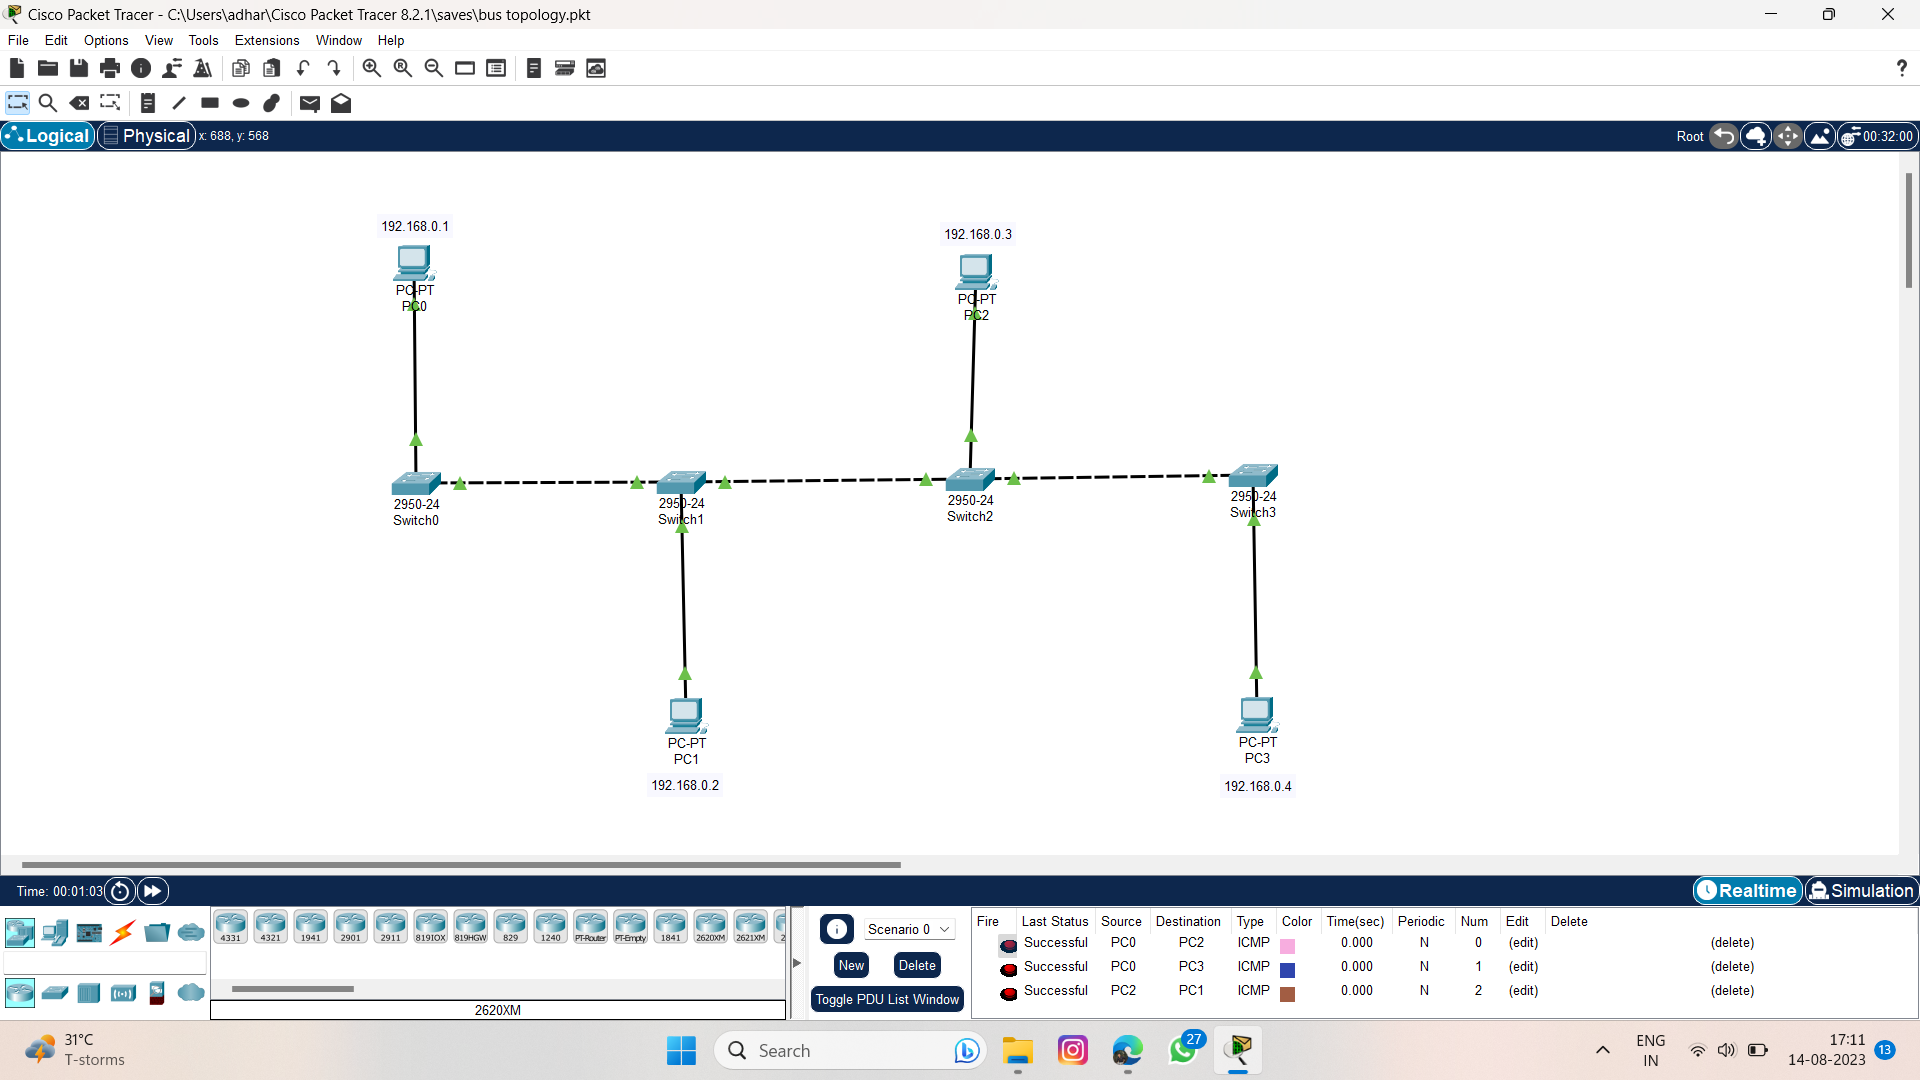 Cisco Packet Tracer - C:\Users\adhar\Cisco Packet Tracer 8.2.1\saves\bus topology.pkt
File Edit Options View Tools Extensions Window Help
?
Logical Physical x: 688, y: 568 Root 00:32:00
192.168.0.1
PC-PT
PC0
192.168.0.3
PC-PT
PC2
2950-24
Switch0
2950-24
Switch1
2950-24
Switch2
2950-24
Switch3
PC-PT
PC1
192.168.0.2
PC-PT
PC3
192.168.0.4
Time: 00:01:03 Realtime Simulation
4331 4321 1941 2901 2911 819IOX 819HGW 829 1240 PT-Router PT-Empty 1841 2620XM 2621XM 2
2620XM
Scenario 0
New Delete
Toggle PDU List Window
Fire Last Status Source Destination Type Color Time(sec) Periodic Num Edit Delete
Successful PC0 PC2 ICMP 0.000 N 0 (edit) (delete)
Successful PC0 PC3 ICMP 0.000 N 1 (edit) (delete)
Successful PC2 PC1 ICMP 0.000 N 2 (edit) (delete)
31°C
T-storms
Search
27
ENG
IN
17:11
14-08-2023
13